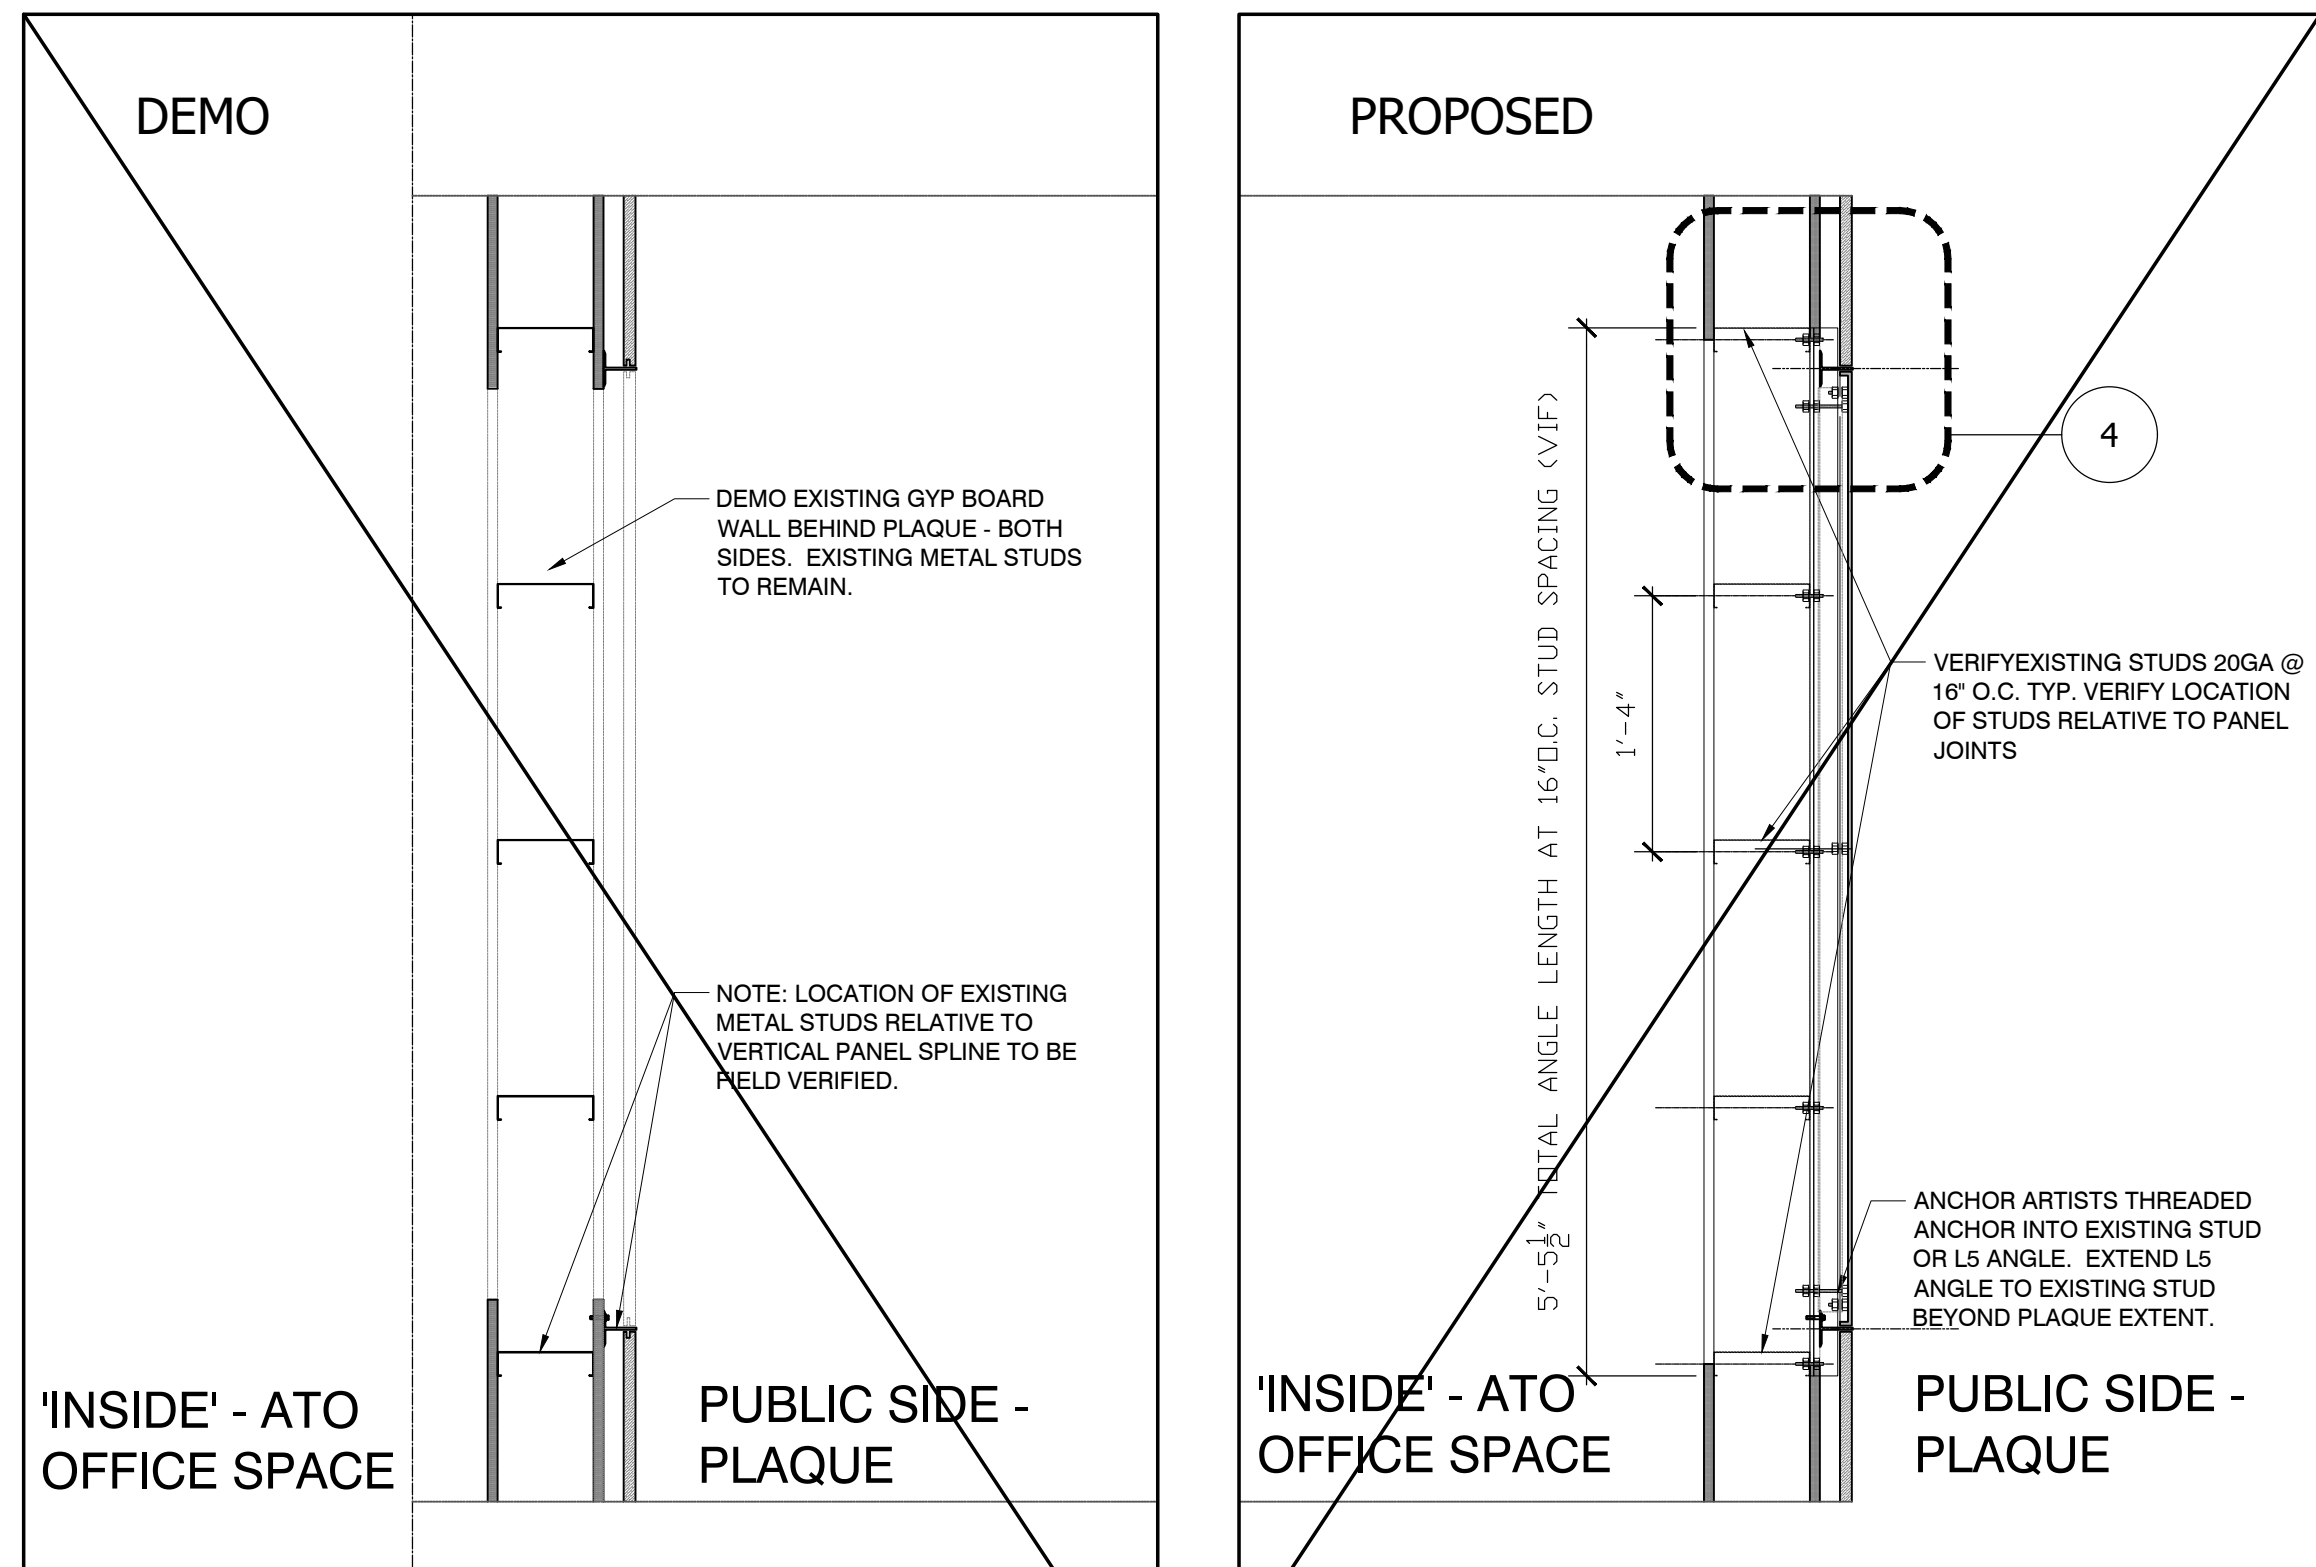 DEMO
DEMO EXISTING GYP BOARD
WALL BEHIND PLAQUE - BOTH
SIDES.  EXISTING METAL STUDS
TO REMAIN.
NOTE: LOCATION OF EXISTING
METAL STUDS RELATIVE TO
VERTICAL PANEL SPLINE TO BE
FIELD VERIFIED.
'INSIDE' - ATO
OFFICE SPACE
PUBLIC SIDE -
PLAQUE
PROPOSED
4
5'-5 1/2" TOTAL ANGLE LENGTH AT 16"O.C. STUD SPACING (VIF)
1'-4"
VERIFYEXISTING STUDS 20GA @
16" O.C. TYP. VERIFY LOCATION
OF STUDS RELATIVE TO PANEL
JOINTS
ANCHOR ARTISTS THREADED
ANCHOR INTO EXISTING STUD
OR L5 ANGLE.  EXTEND L5
ANGLE TO EXISTING STUD
BEYOND PLAQUE EXTENT.
'INSIDE' - ATO
OFFICE SPACE
PUBLIC SIDE -
PLAQUE